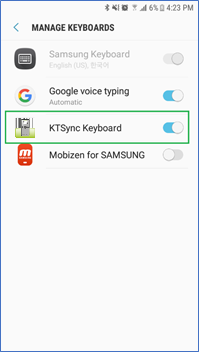 6% 4:23 PM
MANAGE KEYBOARDS
Samsung Keyboard
English (US), 한국어
Google voice typing
Automatic
KTSync Keyboard
Mobizen for SAMSUNG